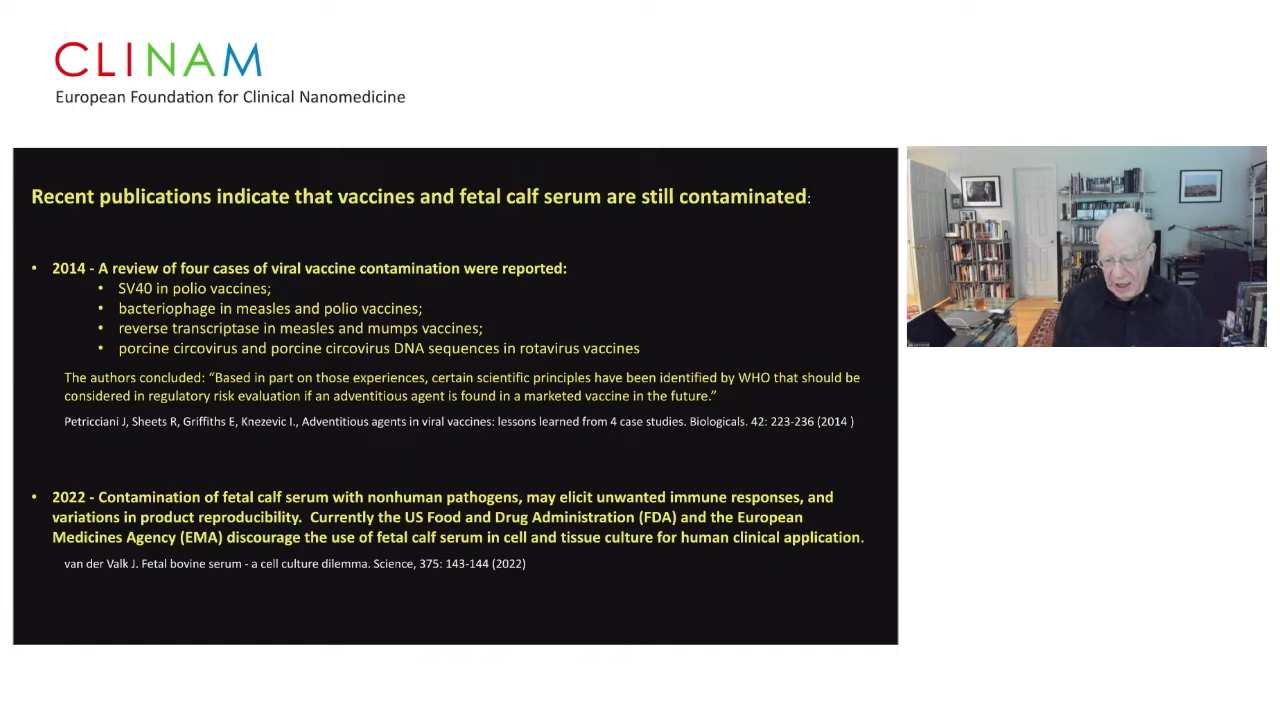 CLINAM
European Foundation for Clinical Nanomedicine
Recent publications indicate that vaccines and fetal calf serum are still contaminated:
• 2014 - A review of four cases of viral vaccine contamination were reported:
• SV40 in polio vaccines;
• bacteriophage in measles and polio vaccines;
• reverse transcriptase in measles and mumps vaccines;
• porcine circovirus and porcine circovirus DNA sequences in rotavirus vaccines
The authors concluded: “Based in part on those experiences, certain scientific principles have been identified by WHO that should be
considered in regulatory risk evaluation if an adventitious agent is found in a marketed vaccine in the future.”
Petricciani J, Sheets R, Griffiths E, Knezevic I., Adventitious agents in viral vaccines: lessons learned from 4 case studies. Biologicals. 42: 223-236 (2014 )
• 2022 - Contamination of fetal calf serum with nonhuman pathogens, may elicit unwanted immune responses, and
variations in product reproducibility.  Currently the US Food and Drug Administration (FDA) and the European
Medicines Agency (EMA) discourage the use of fetal calf serum in cell and tissue culture for human clinical application.
van der Valk J. Fetal bovine serum - a cell culture dilemma. Science, 375: 143-144 (2022)